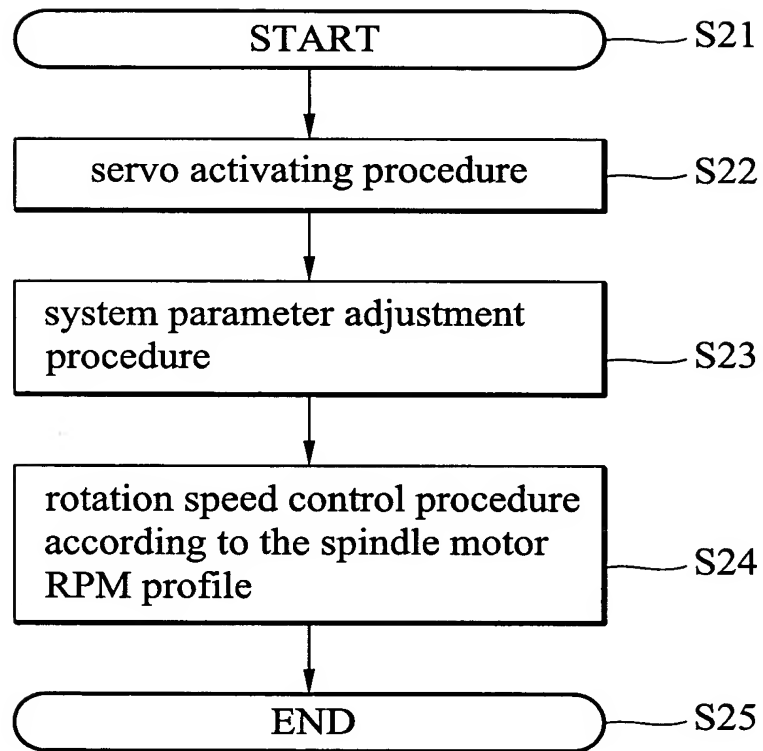 START
S21
servo activating procedure
S22
system parameter adjustment
procedure
S23
rotation speed control procedure
according to the spindle motor
RPM profile
S24
END
S25